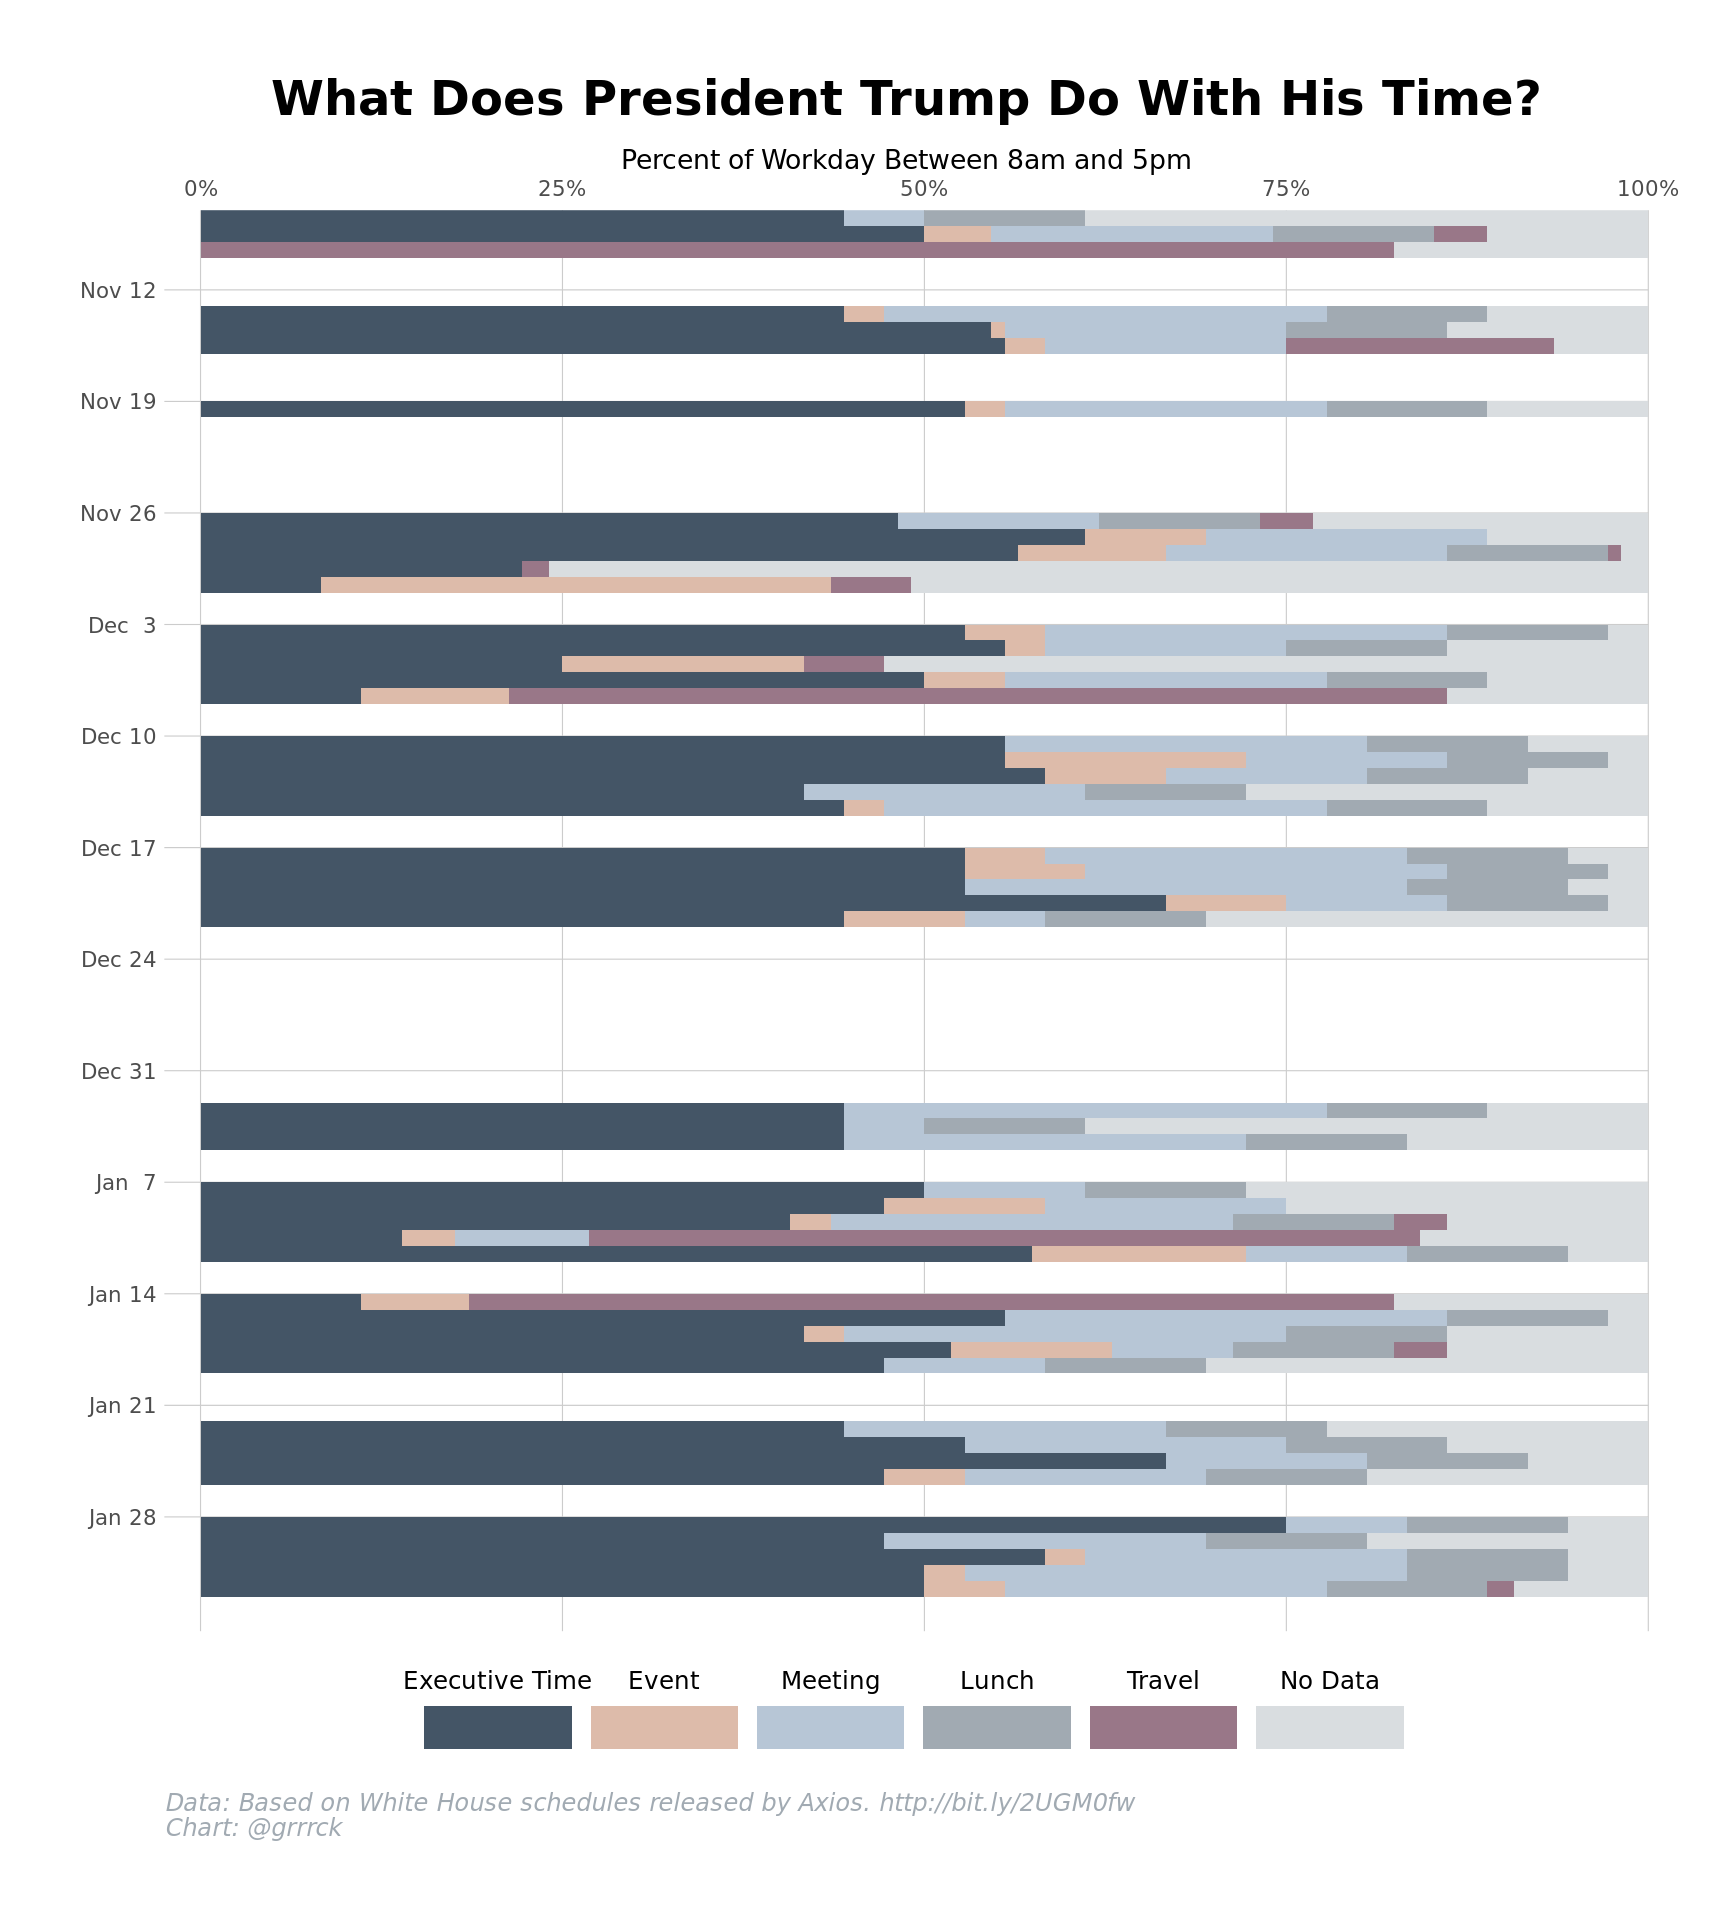 What Does President Trump Do With His Time?
Percent of Workday Between 8am and 5pm
0% 25% 50% 75% 100%
Nov 12
Nov 19
Nov 26
Dec 3
Dec 10
Dec 17
Dec 24
Dec 31
Jan 7
Jan 14
Jan 21
Jan 28
Executive Time Event Meeting Lunch Travel No Data
Data: Based on White House schedules released by Axios. http://bit.ly/2UGM0fw
Chart: @grrrck